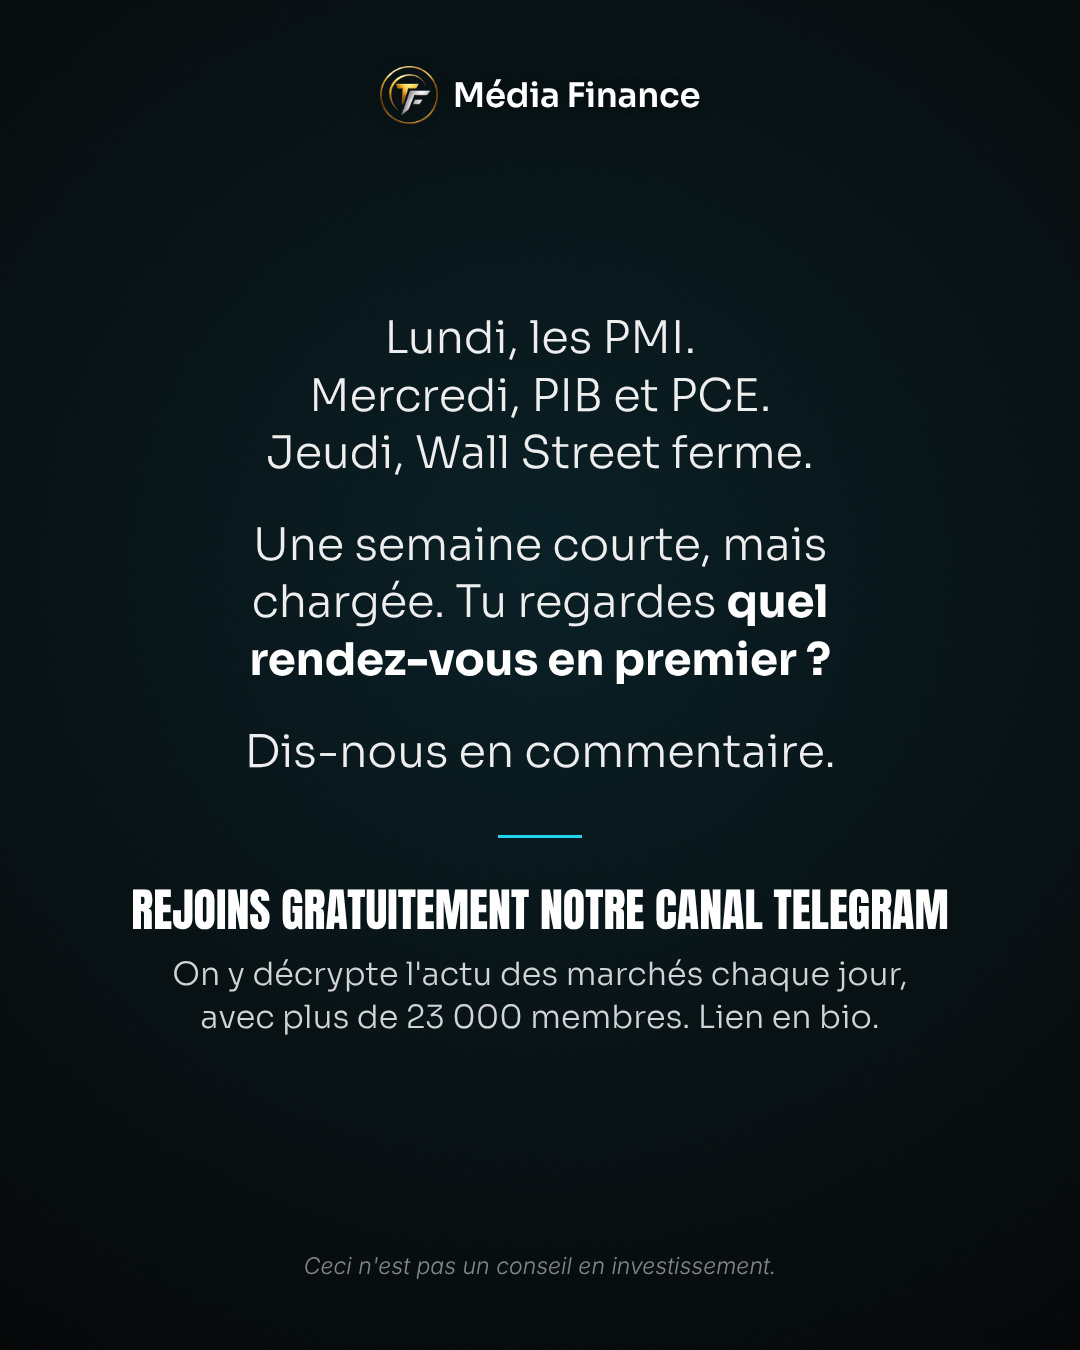 TF Média Finance
Lundi, les PMI.
Mercredi, PIB et PCE.
Jeudi, Wall Street ferme.
Une semaine courte, mais
chargée. Tu regardes quel
rendez-vous en premier ?
Dis-nous en commentaire.
REJOINS GRATUITEMENT NOTRE CANAL TELEGRAM
On y décrypte l'actu des marchés chaque jour,
avec plus de 23 000 membres. Lien en bio.
Ceci n'est pas un conseil en investissement.